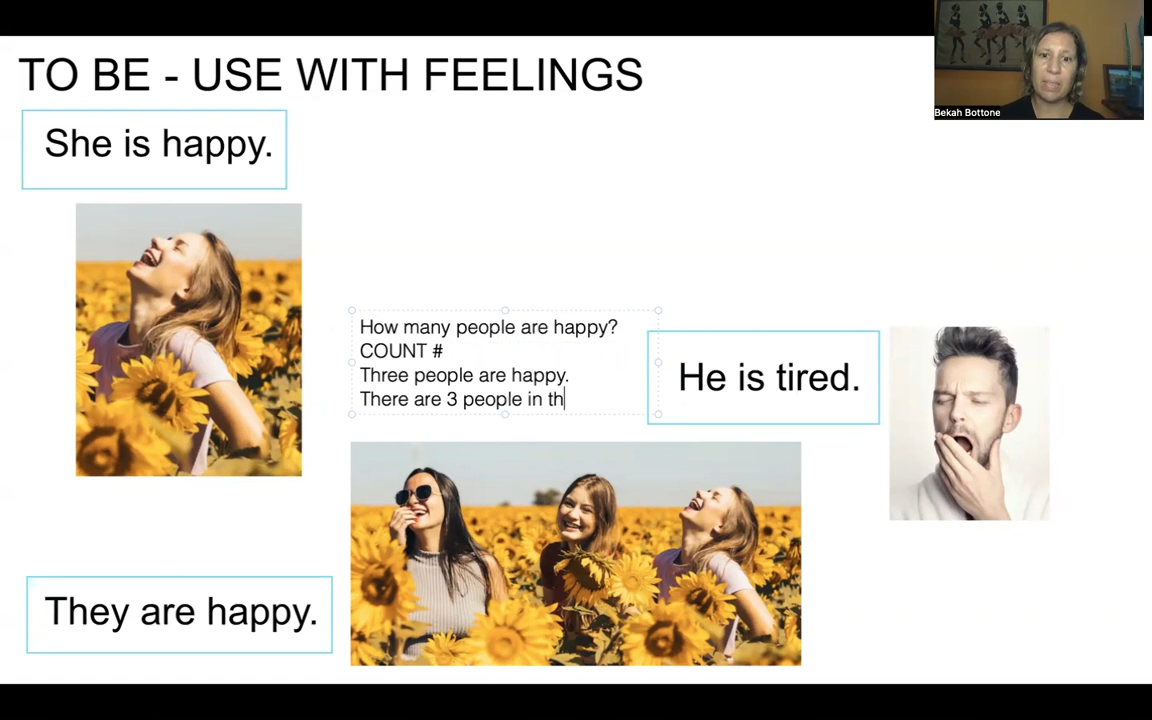 TO BE - USE WITH FEELINGS
Bekah Bottone
She is happy.
How many people are happy?
COUNT #
Three people are happy.
There are 3 people in th
He is tired.
They are happy.